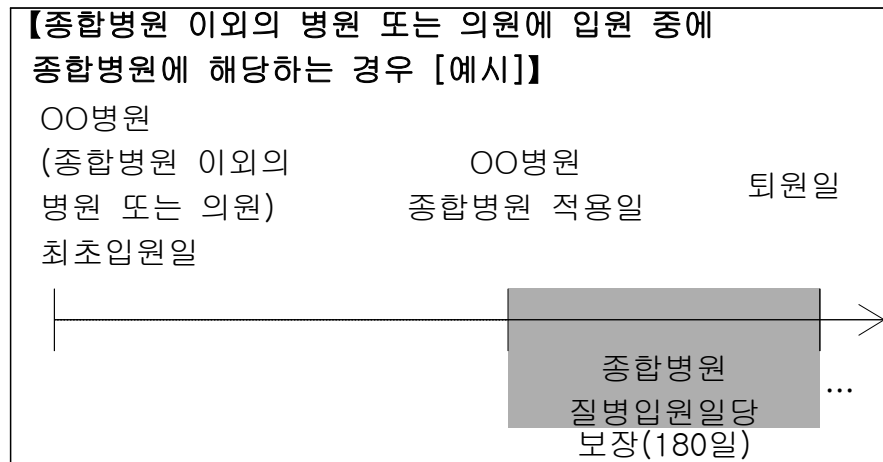 【종합병원 이외의 병원 또는 의원에 입원 중에
종합병원에 해당하는 경우 [예시]】
OO병원
(종합병원 이외의
병원 또는 의원)
최초입원일
OO병원
종합병원 적용일
퇴원일
종합병원
질병입원일당
보장(180일)
...